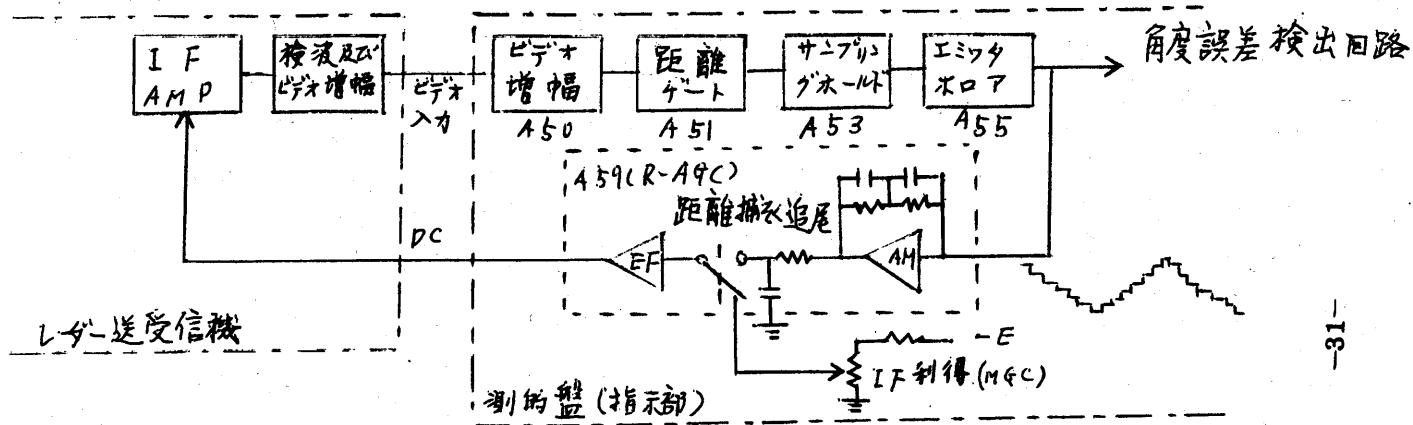 IF
AMP
検波及び
ビデオ増幅
ビデオ
入力
ビデオ
増幅
A50
距離
ゲート
A51
サンプリン
グホールド
A53
エミッタ
ホロア
A55
角度誤差検出回路
A59(R-AGC)
距離捕え追尾
DC
EF
AM
-E
IF利得(MGC)
レーダー送受信機
測的盤(指示部)
-31-